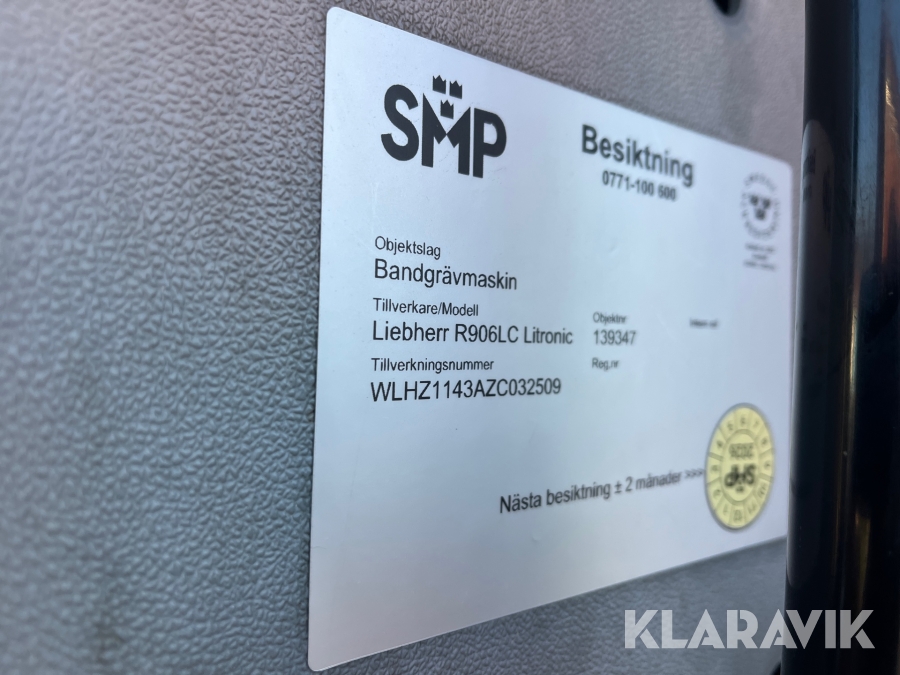 SMP
Besiktning
0771-100 600
Objektslag
Bandgrävmaskin
Tillverkare/Modell
Liebherr R906LC Litronic
Objektnr
139347
Tillverkningsnummer
WLHZ1143AZC032509
Reg.nr
Nästa besiktning ± 2 månader >>>
SMP
KLARAVIK